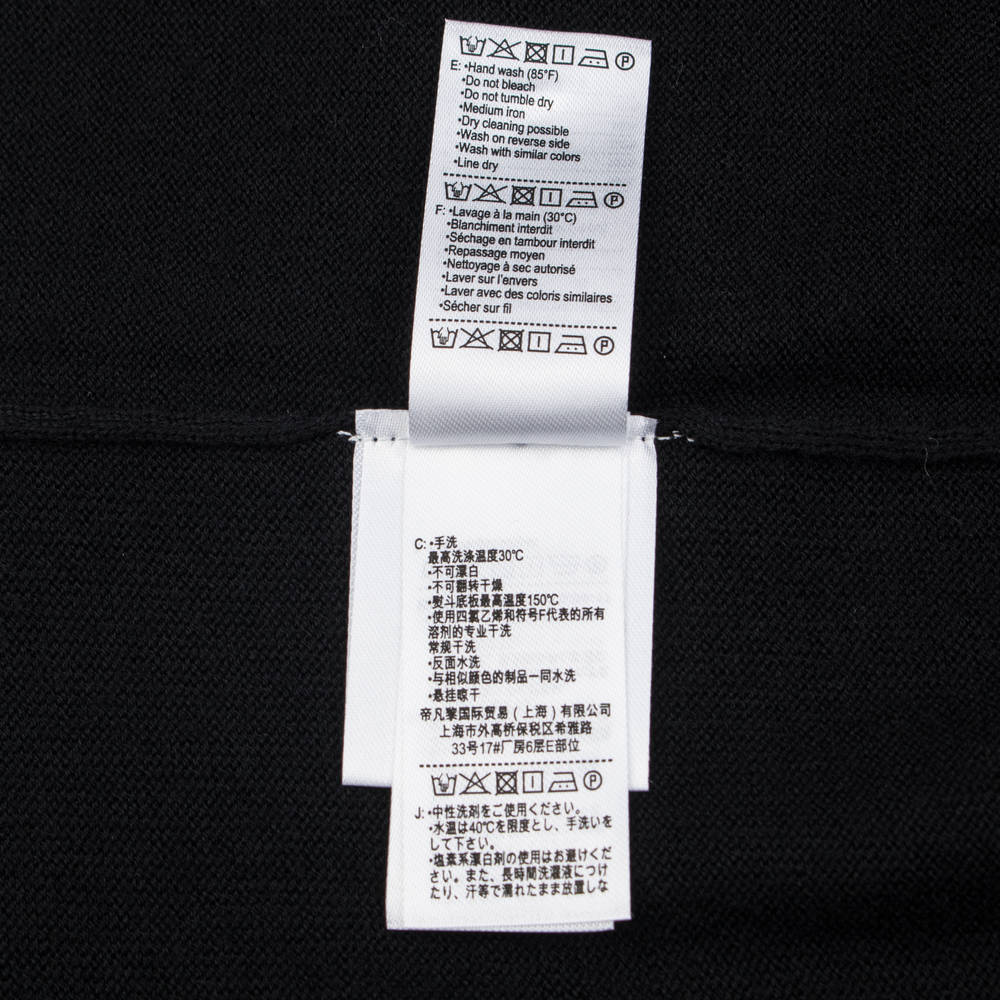 E: •Hand wash (85°F)
•Do not bleach
•Do not tumble dry
•Medium iron
•Dry cleaning possible
•Wash on reverse side
•Wash with similar colors
•Line dry
P
F: •Lavage à la main (30°C)
•Blanchiment interdit
•Séchage en tambour interdit
•Repassage moyen
•Nettoyage à sec autorisé
•Laver sur l'envers
•Laver avec des coloris similaires
•Sécher sur fil
P
C: •手洗
最高洗涤温度30℃
•不可漂白
•不可翻转干燥
•熨斗底板最高温度150℃
•使用四氯乙烯和符号F代表的所有
溶剂的专业干洗
常规干洗
•反面水洗
•与相似颜色的制品一同水洗
•悬挂晾干
帝凡黎国际贸易(上海)有限公司
上海市外高桥保税区希雅路
33号17#厂房6层E部位
P
J: •中性洗剤をご使用ください。
•水温は40℃を限度とし、手洗いを
して下さい。
•塩素系漂白剤の使用はお避けくだ
さい。また、長時間洗濯液につけ
たり、汗等で濡れたまま放置しな